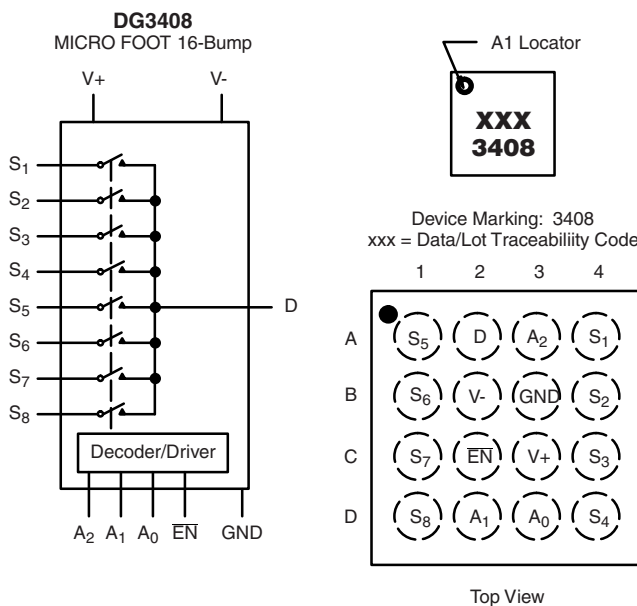 DG3408
MICRO FOOT 16-Bump
V+ V-
S1
S2
S3
S4
S5
S6
S7
S8
D
Decoder/Driver
A2 A1 A0 E̅N̅ GND
A1 Locator
XXX
3408
Device Marking: 3408
xxx = Data/Lot Traceabiliity Code
1 2 3 4
A S5 D A2 S1
B S6 V- GND S2
C S7 E̅N̅ V+ S3
D S8 A1 A0 S4
Top View